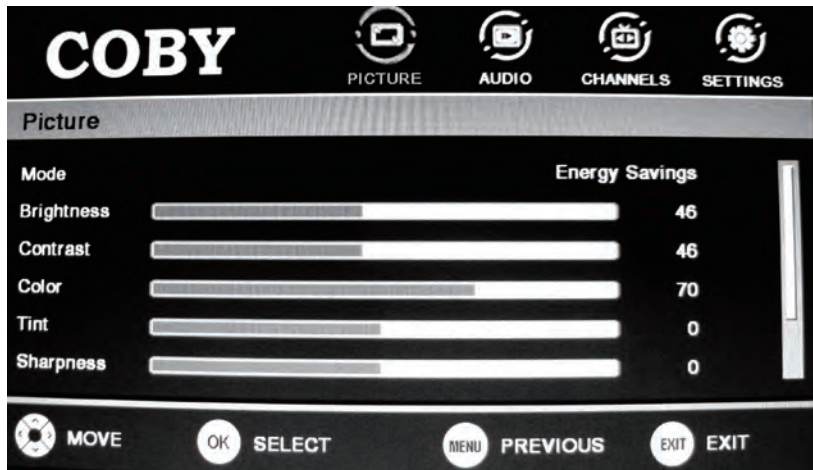 COBY
PICTURE AUDIO CHANNELS SETTINGS
Picture
Mode Energy Savings
Brightness 46
Contrast 46
Color 70
Tint 0
Sharpness 0
MOVE OK SELECT MENU PREVIOUS EXIT EXIT